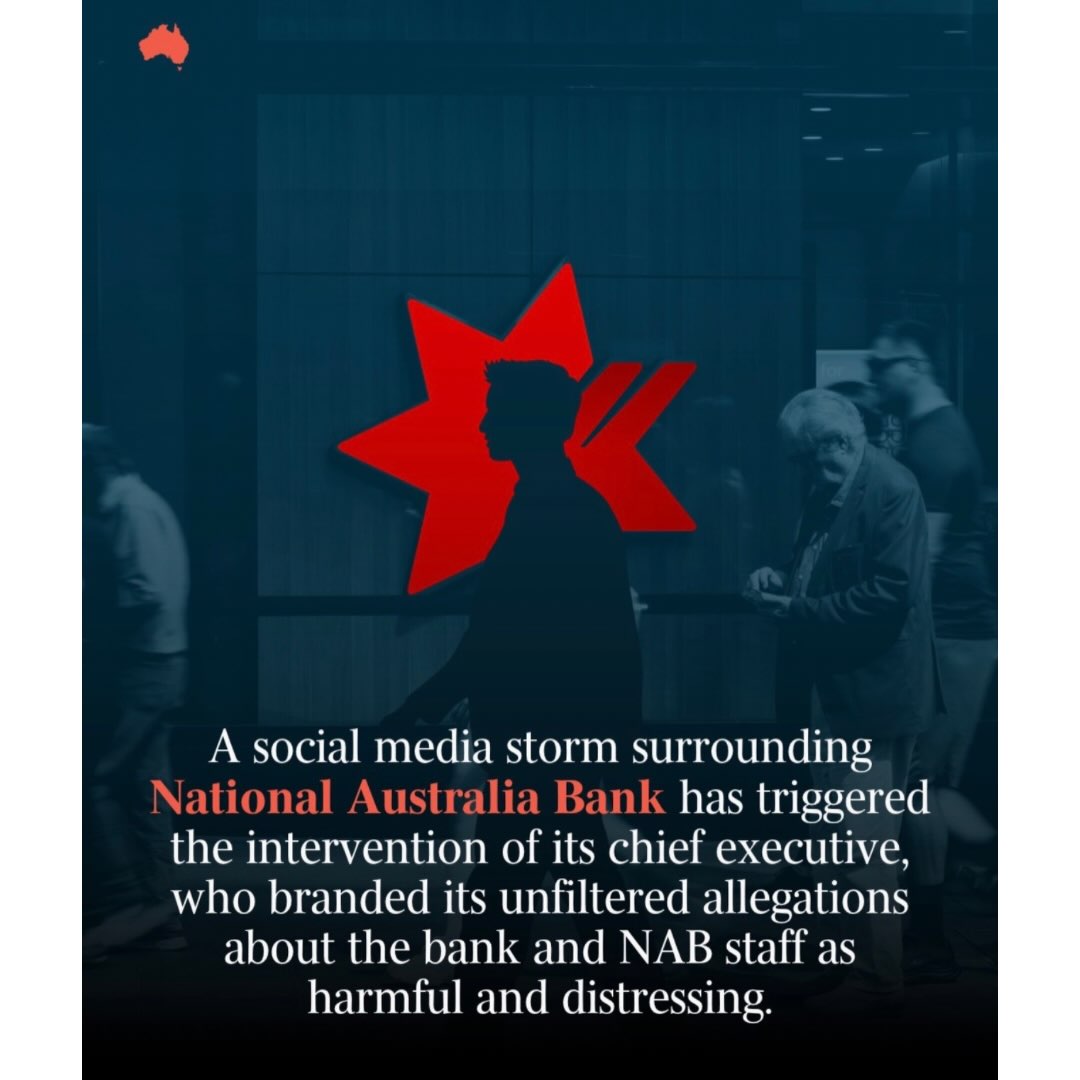 for
A social media storm surrounding
National Australia Bank has triggered
the intervention of its chief executive,
who branded its unfiltered allegations
about the bank and NAB staff as
harmful and distressing.